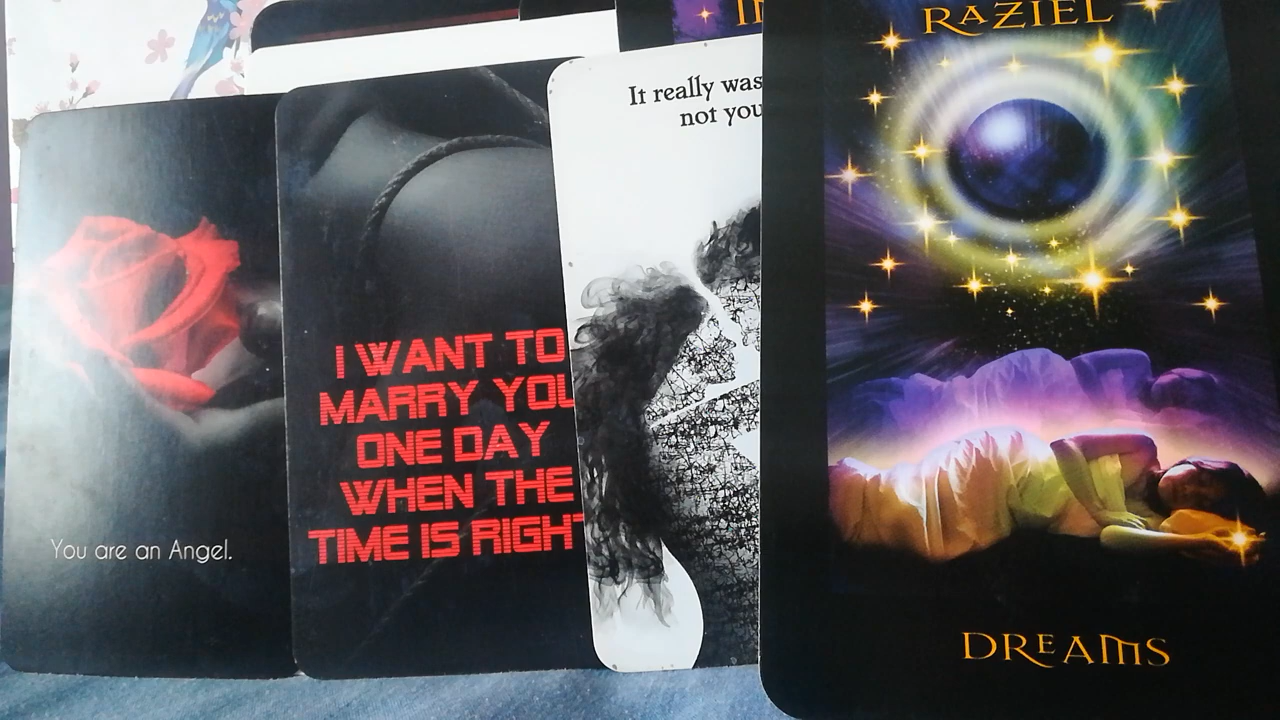 You are an Angel.
I WANT TO
MARRY YOU
ONE DAY
WHEN THE
TIME IS RIGHT
It really was
not you
RAZIEL
DREAMS